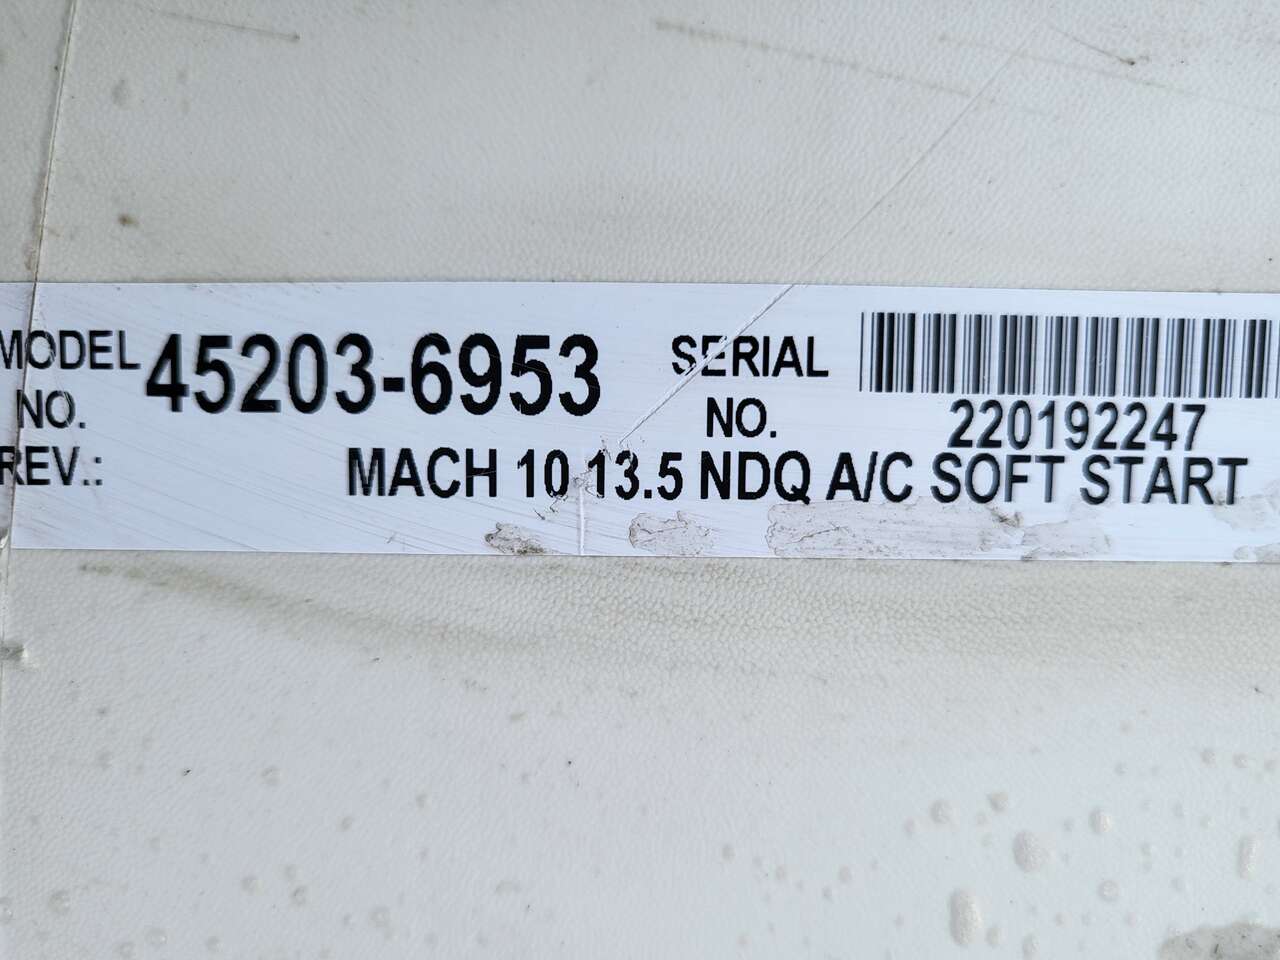 MODEL 45203-6953 SERIAL
NO. NO. 220192247
REV.: MACH 10 13.5 NDQ A/C SOFT START